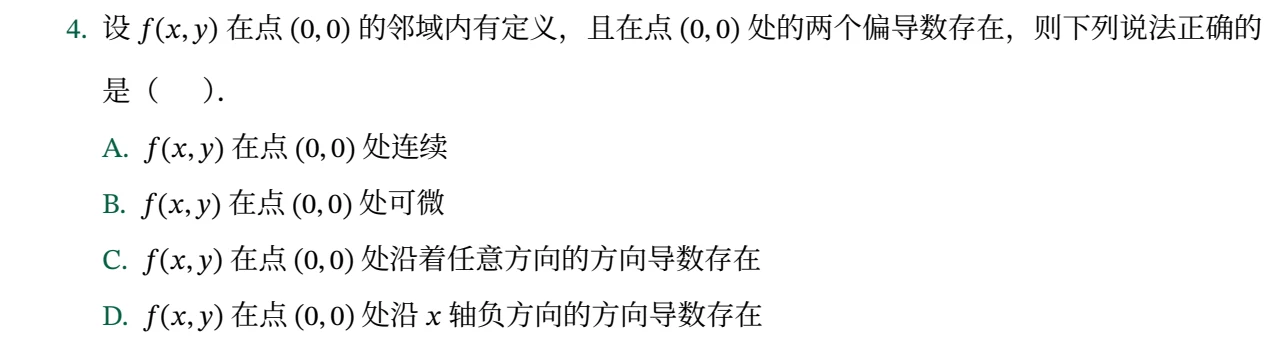 4. 设 f(x, y) 在点 (0, 0) 的邻域内有定义，且在点 (0, 0) 处的两个偏导数存在，则下列说法正确的
是（　）.
A. f(x, y) 在点 (0, 0) 处连续
B. f(x, y) 在点 (0, 0) 处可微
C. f(x, y) 在点 (0, 0) 处沿着任意方向的方向导数存在
D. f(x, y) 在点 (0, 0) 处沿 x 轴负方向的方向导数存在